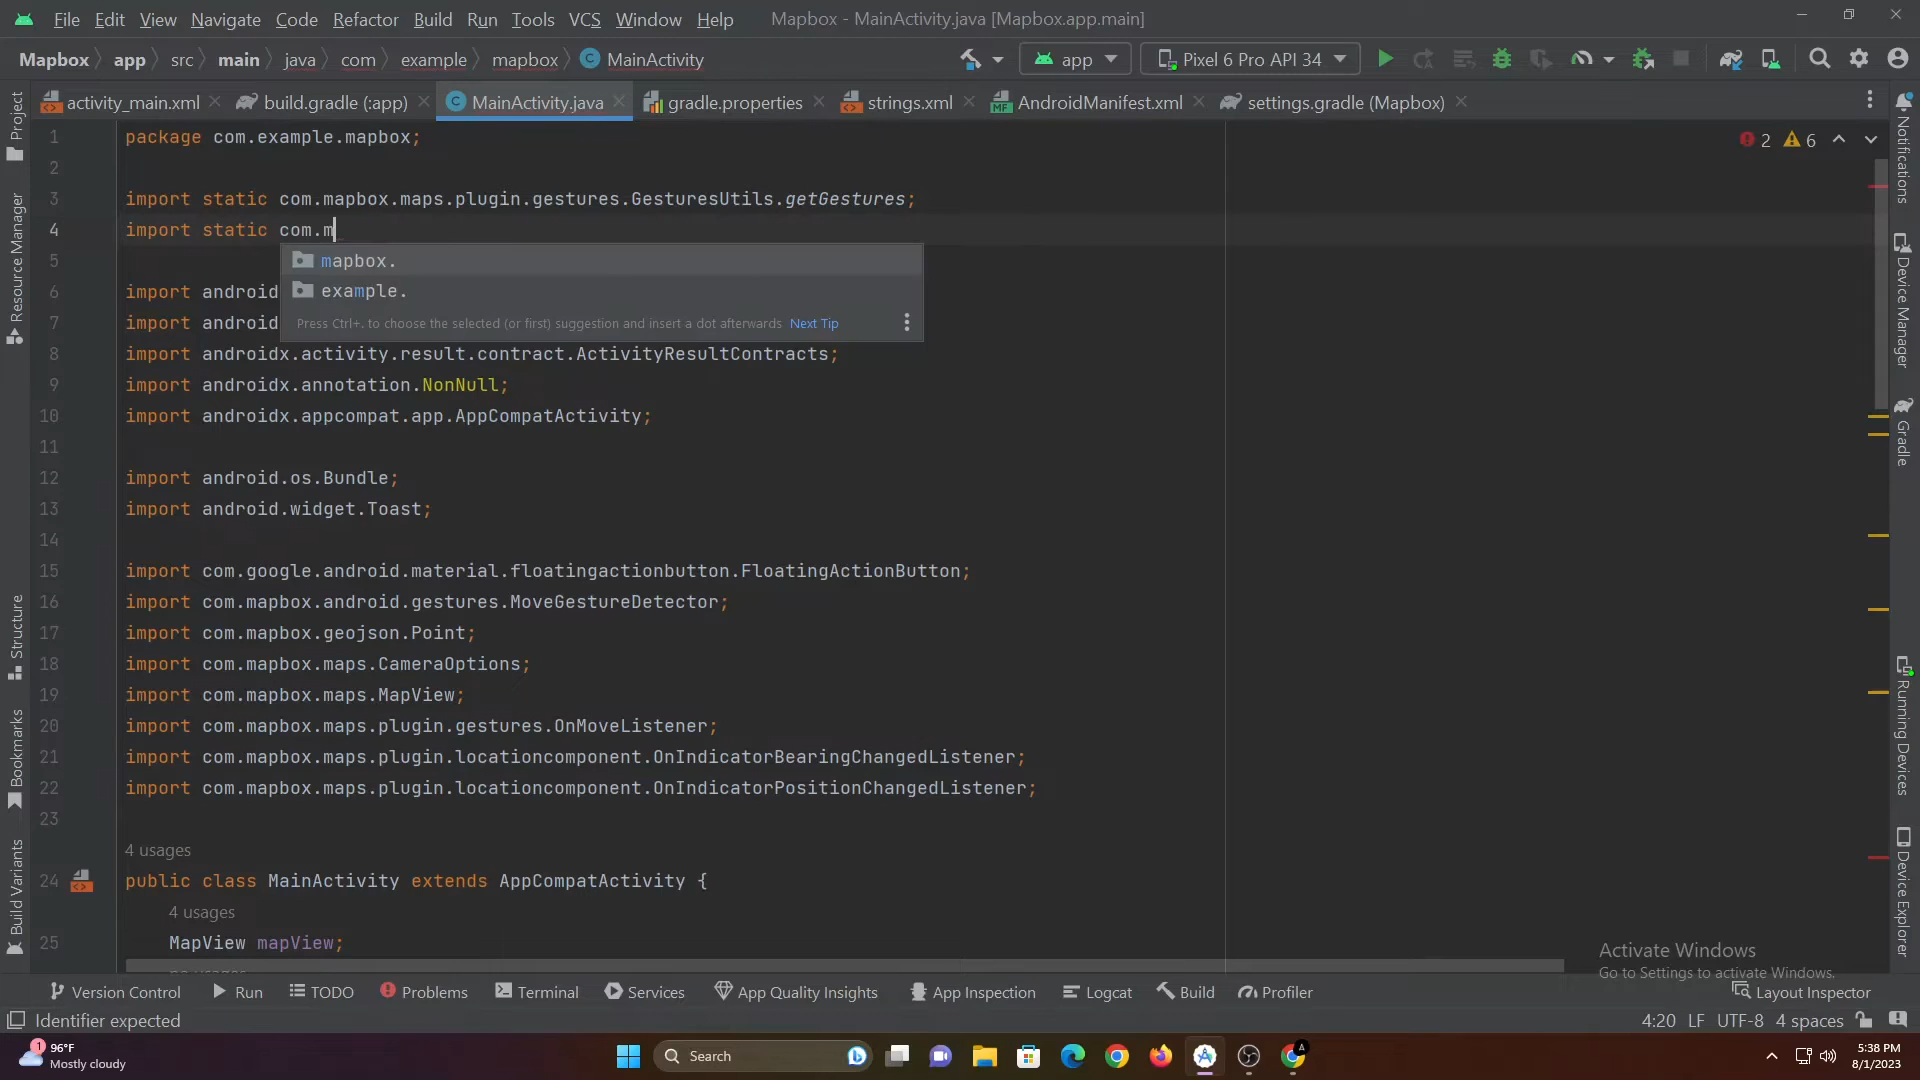 File Edit View Navigate Code Refactor Build Run Tools VCS Window Help Mapbox - MainActivity.java [Mapbox.app.main]
Mapbox app src main java com example mapbox MainActivity app Pixel 6 Pro API 34
activity_main.xml build.gradle (:app) MainActivity.java gradle.properties strings.xml AndroidManifest.xml settings.gradle (Mapbox)
1 package com.example.mapbox; 2 6
2
3 import static com.mapbox.maps.plugin.gestures.GesturesUtils.getGestures;
4 import static com.m
5 mapbox.
6 import android example.
7 import android Press Ctrl+. to choose the selected (or first) suggestion and insert a dot afterwards Next Tip
8 import androidx.activity.result.contract.ActivityResultContracts;
9 import androidx.annotation.NonNull;
10 import androidx.appcompat.app.AppCompatActivity;
11
12 import android.os.Bundle;
13 import android.widget.Toast;
14
15 import com.google.android.material.floatingactionbutton.FloatingActionButton;
16 import com.mapbox.android.gestures.MoveGestureDetector;
17 import com.mapbox.geojson.Point;
18 import com.mapbox.maps.CameraOptions;
19 import com.mapbox.maps.MapView;
20 import com.mapbox.maps.plugin.gestures.OnMoveListener;
21 import com.mapbox.maps.plugin.locationcomponent.OnIndicatorBearingChangedListener;
22 import com.mapbox.maps.plugin.locationcomponent.OnIndicatorPositionChangedListener;
23
4 usages
24 public class MainActivity extends AppCompatActivity {
4 usages
25 MapView mapView;
no usages
Project
Resource Manager
Structure
Bookmarks
Build Variants
Notifications
Device Manager
Gradle
Running Devices
Device Explorer
Activate Windows
Go to Settings to activate Windows.
Version Control Run TODO Problems Terminal Services App Quality Insights App Inspection Logcat Build Profiler Layout Inspector
Identifier expected 4:20 LF UTF-8 4 spaces
1 96°F
Mostly cloudy
Search
A
5:38 PM
8/1/2023